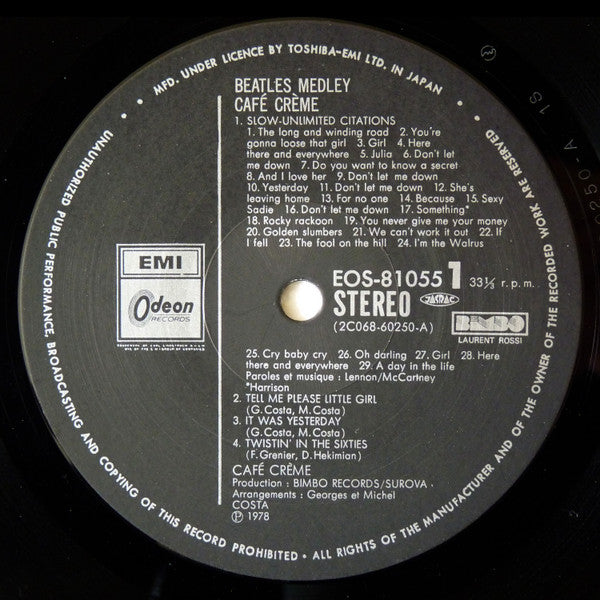 • MFD. UNDER LICENCE BY TOSHIBA-EMI LTD. IN JAPAN •
UNAUTHORIZED PUBLIC PERFORMANCE, BROADCASTING AND COPYING OF THIS RECORD PROHIBITED • ALL RIGHTS OF THE MANUFACTURER AND OF THE OWNER OF THE RECORDED WORK ARE RESERVED
BEATLES MEDLEY
CAFÉ CRÈME
1. SLOW-UNLIMITED CITATIONS
1. The long and winding road 2. You're
gonna loose that girl 3. Girl 4. Here
there and everywhere 5. Julia 6. Don't let
me down 7. Do you want to know a secret
8. And I love her 9. Don't let me down
10. Yesterday 11. Don't let me down 12. She's
leaving home 13. For no one 14. Because 15. Sexy
Sadie 16. Don't let me down 17. Something*
18. Rocky rackoon 19. You never give me your money
20. Golden slumbers 21. We can't work it out 22. If
I fell 23. The fool on the hill 24. I'm the Walrus
EMI
Odeon
RECORDS
EOS-81055 1 33⅓ r.p.m.
STEREO JASRAC BIMBO
(2C068-60250-A) LAURENT ROSSI
25. Cry baby cry 26. Oh darling 27. Girl 28. Here
there and everywhere 29. A day in the life
Paroles et musique : Lennon/McCartney
*Harrison
2. TELL ME PLEASE LITTLE GIRL
(G. Costa, M. Costa)
3. IT WAS YESTERDAY
(G. Costa, M. Costa)
4. TWISTIN' IN THE SIXTIES
(F. Grenier, D. Hekimian)
CAFÉ CRÈME
Production : BIMBO RECORDS/SUROVA
Arrangements : Georges et Michel
COSTA
Ⓟ 1978